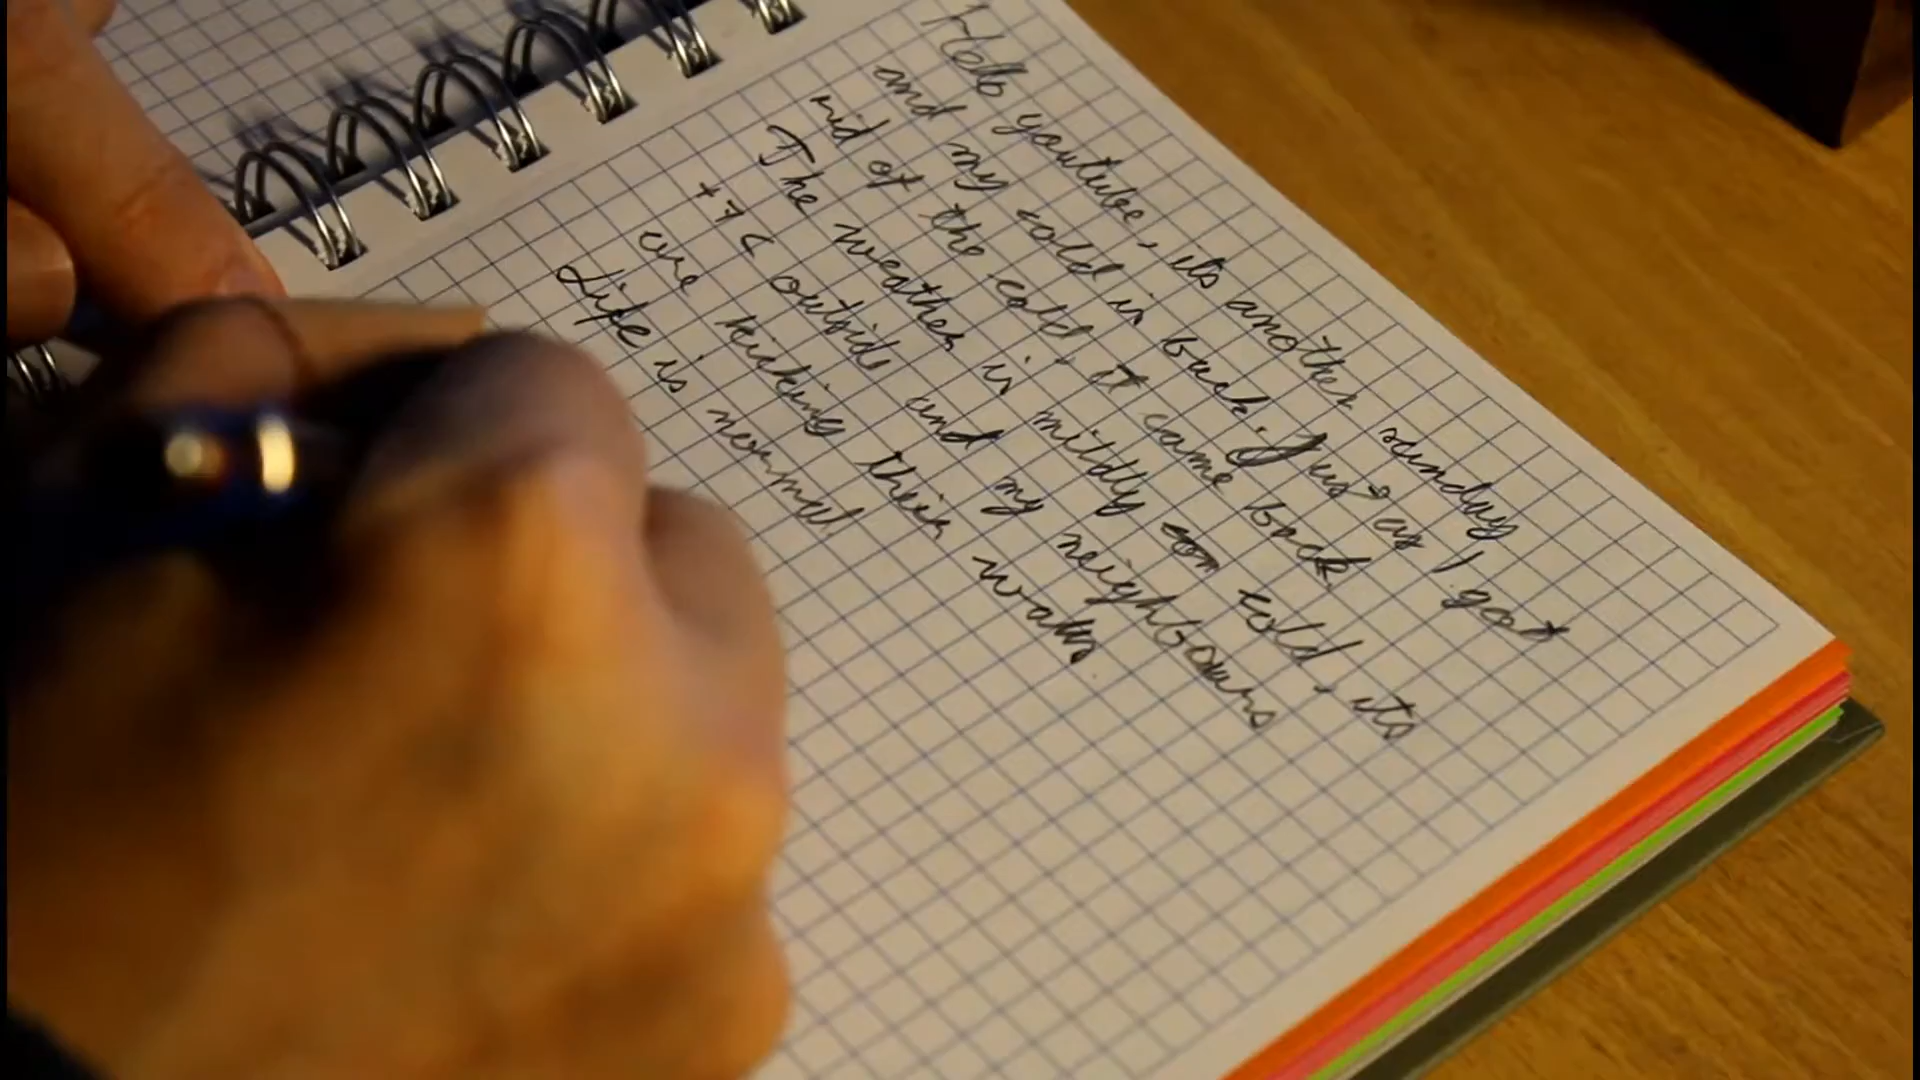 Hello youtube, its another sunday
and my cold is back. Just as I got
rid of the cold, it came back
The weather is mildly cold, its
+7 C outside and my neighbours
are kicking their walls.
Life is normal